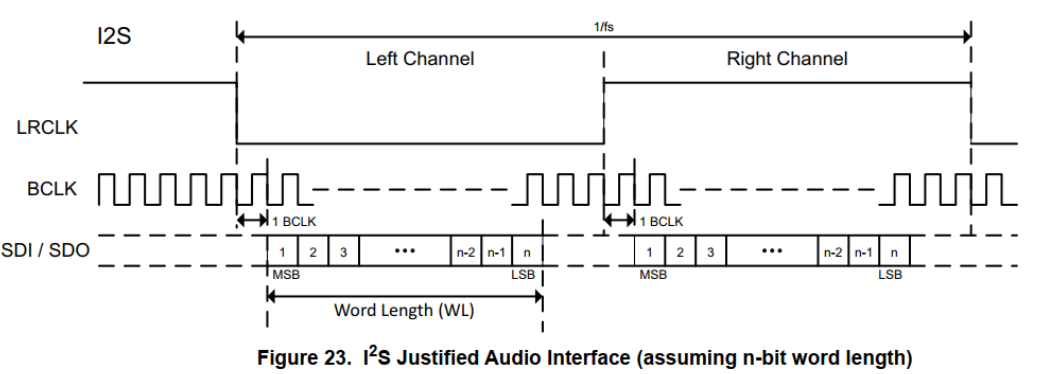 I2S
1/fs
Left Channel
Right Channel
LRCLK
BCLK
1 BCLK
1 BCLK
SDI / SDO
1 2 3 ••• n-2 n-1 n
1 2 3 ••• n-2 n-1 n
MSB
LSB
MSB
LSB
Word Length (WL)
Figure 23. I²S Justified Audio Interface (assuming n-bit word length)